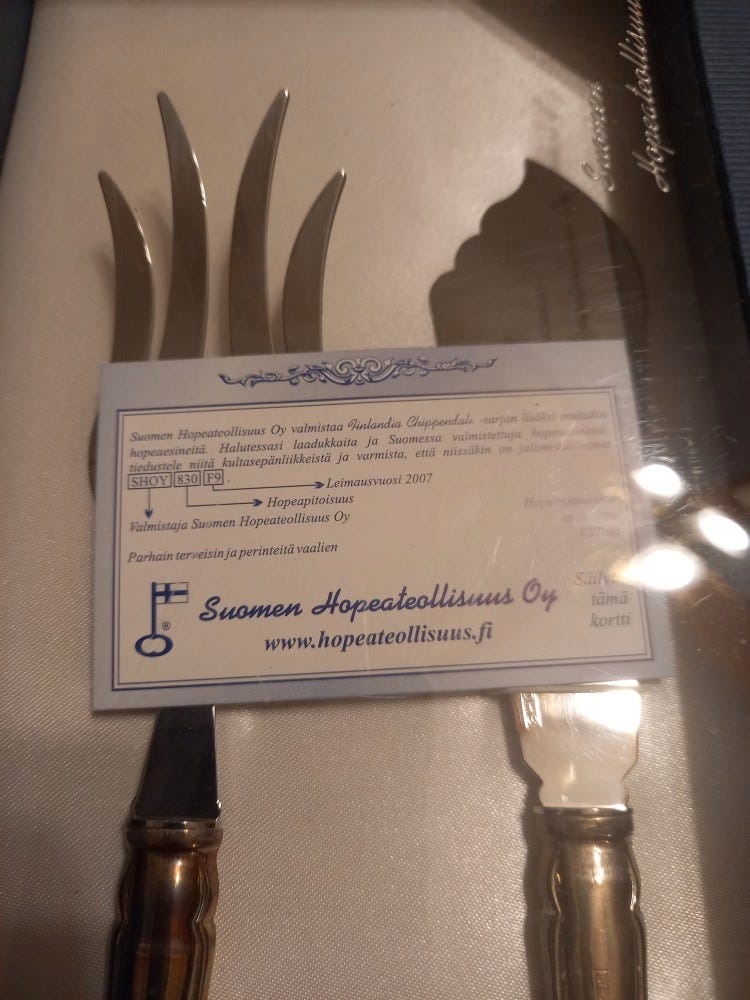 Suomen
Hopeateollisuus
Suomen Hopeateollisuus Oy valmistaa Finlandia Chippendale -sarjan lisäksi muitakin
hopeaesineitä. Halutessasi laadukkaita ja Suomessa valmistettuja
tiedustele niitä kultasepänliikkeistä ja varmista, että niissäkin on
SHOY 830 F9 .
Leimausvuosi 2007
Hopeapitoisuus
Valmistaja Suomen Hopeateollisuus Oy
Parhain terveisin ja perinteitä vaalien
Suomen Hopeateollisuus Oy
www.hopeateollisuus.fi
®
tämä
kortti